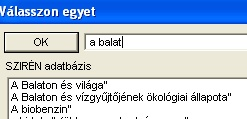 Válasszon egyet
OK
a balat
SZIRÉN adatbázis
A Balaton és világa"
A Balaton és vízgyűjtőjének ökológiai állapota"
A biobenzin"